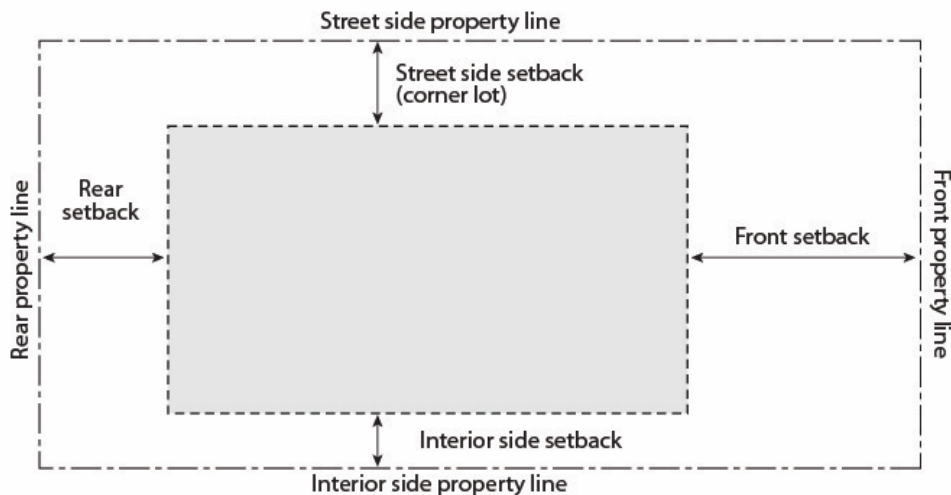 Street side property line
Street side setback
(corner lot)
Rear
setback
Rear property line
Front setback
Front property line
Interior side setback
Interior side property line